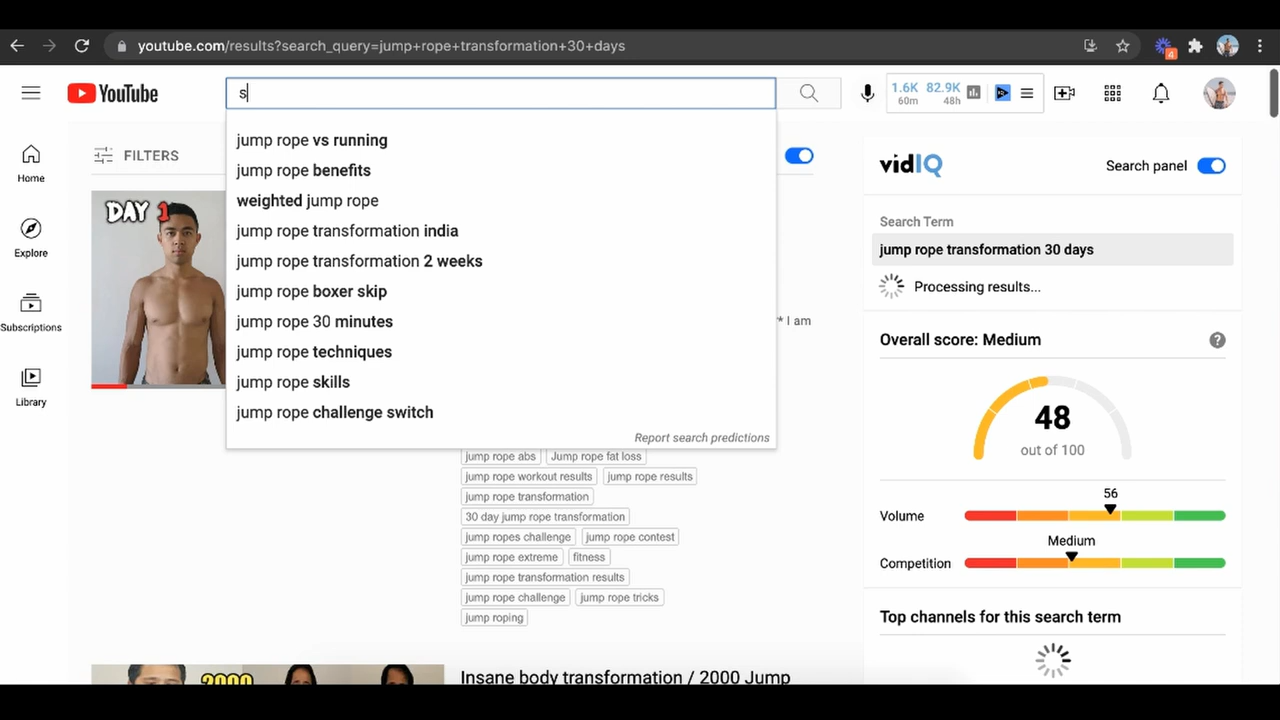 youtube.com/results?search_query=jump+rope+transformation+30+days
4
YouTube
s
1.6K 82.9K
60m 48h
Home
Explore
Subscriptions
Library
FILTERS
DAY 1
jump rope vs running
jump rope benefits
weighted jump rope
jump rope transformation india
jump rope transformation 2 weeks
jump rope boxer skip
jump rope 30 minutes
jump rope techniques
jump rope skills
jump rope challenge switch
Report search predictions
* I am
jump rope abs Jump rope fat loss
jump rope workout results jump rope results
jump rope transformation
30 day jump rope transformation
jump ropes challenge jump rope contest
jump rope extreme fitness
jump rope transformation results
jump rope challenge jump rope tricks
jump roping
2000
Insane body transformation / 2000 Jump
vidIQ
Search panel
Search Term
jump rope transformation 30 days
Processing results...
Overall score: Medium
?
48
out of 100
56
Volume
Medium
Competition
Top channels for this search term